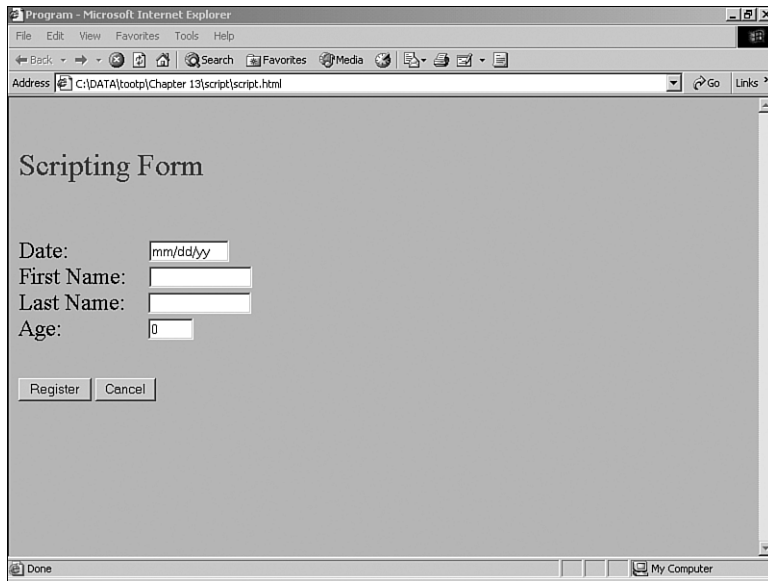 Program - Microsoft Internet Explorer
File Edit View Favorites Tools Help
Back Search Favorites Media
Address C:\DATA\tootp\Chapter 13\script\script.html Go Links »
Scripting Form
Date: mm/dd/yy
First Name:
Last Name:
Age: 0
Register Cancel
Done My Computer